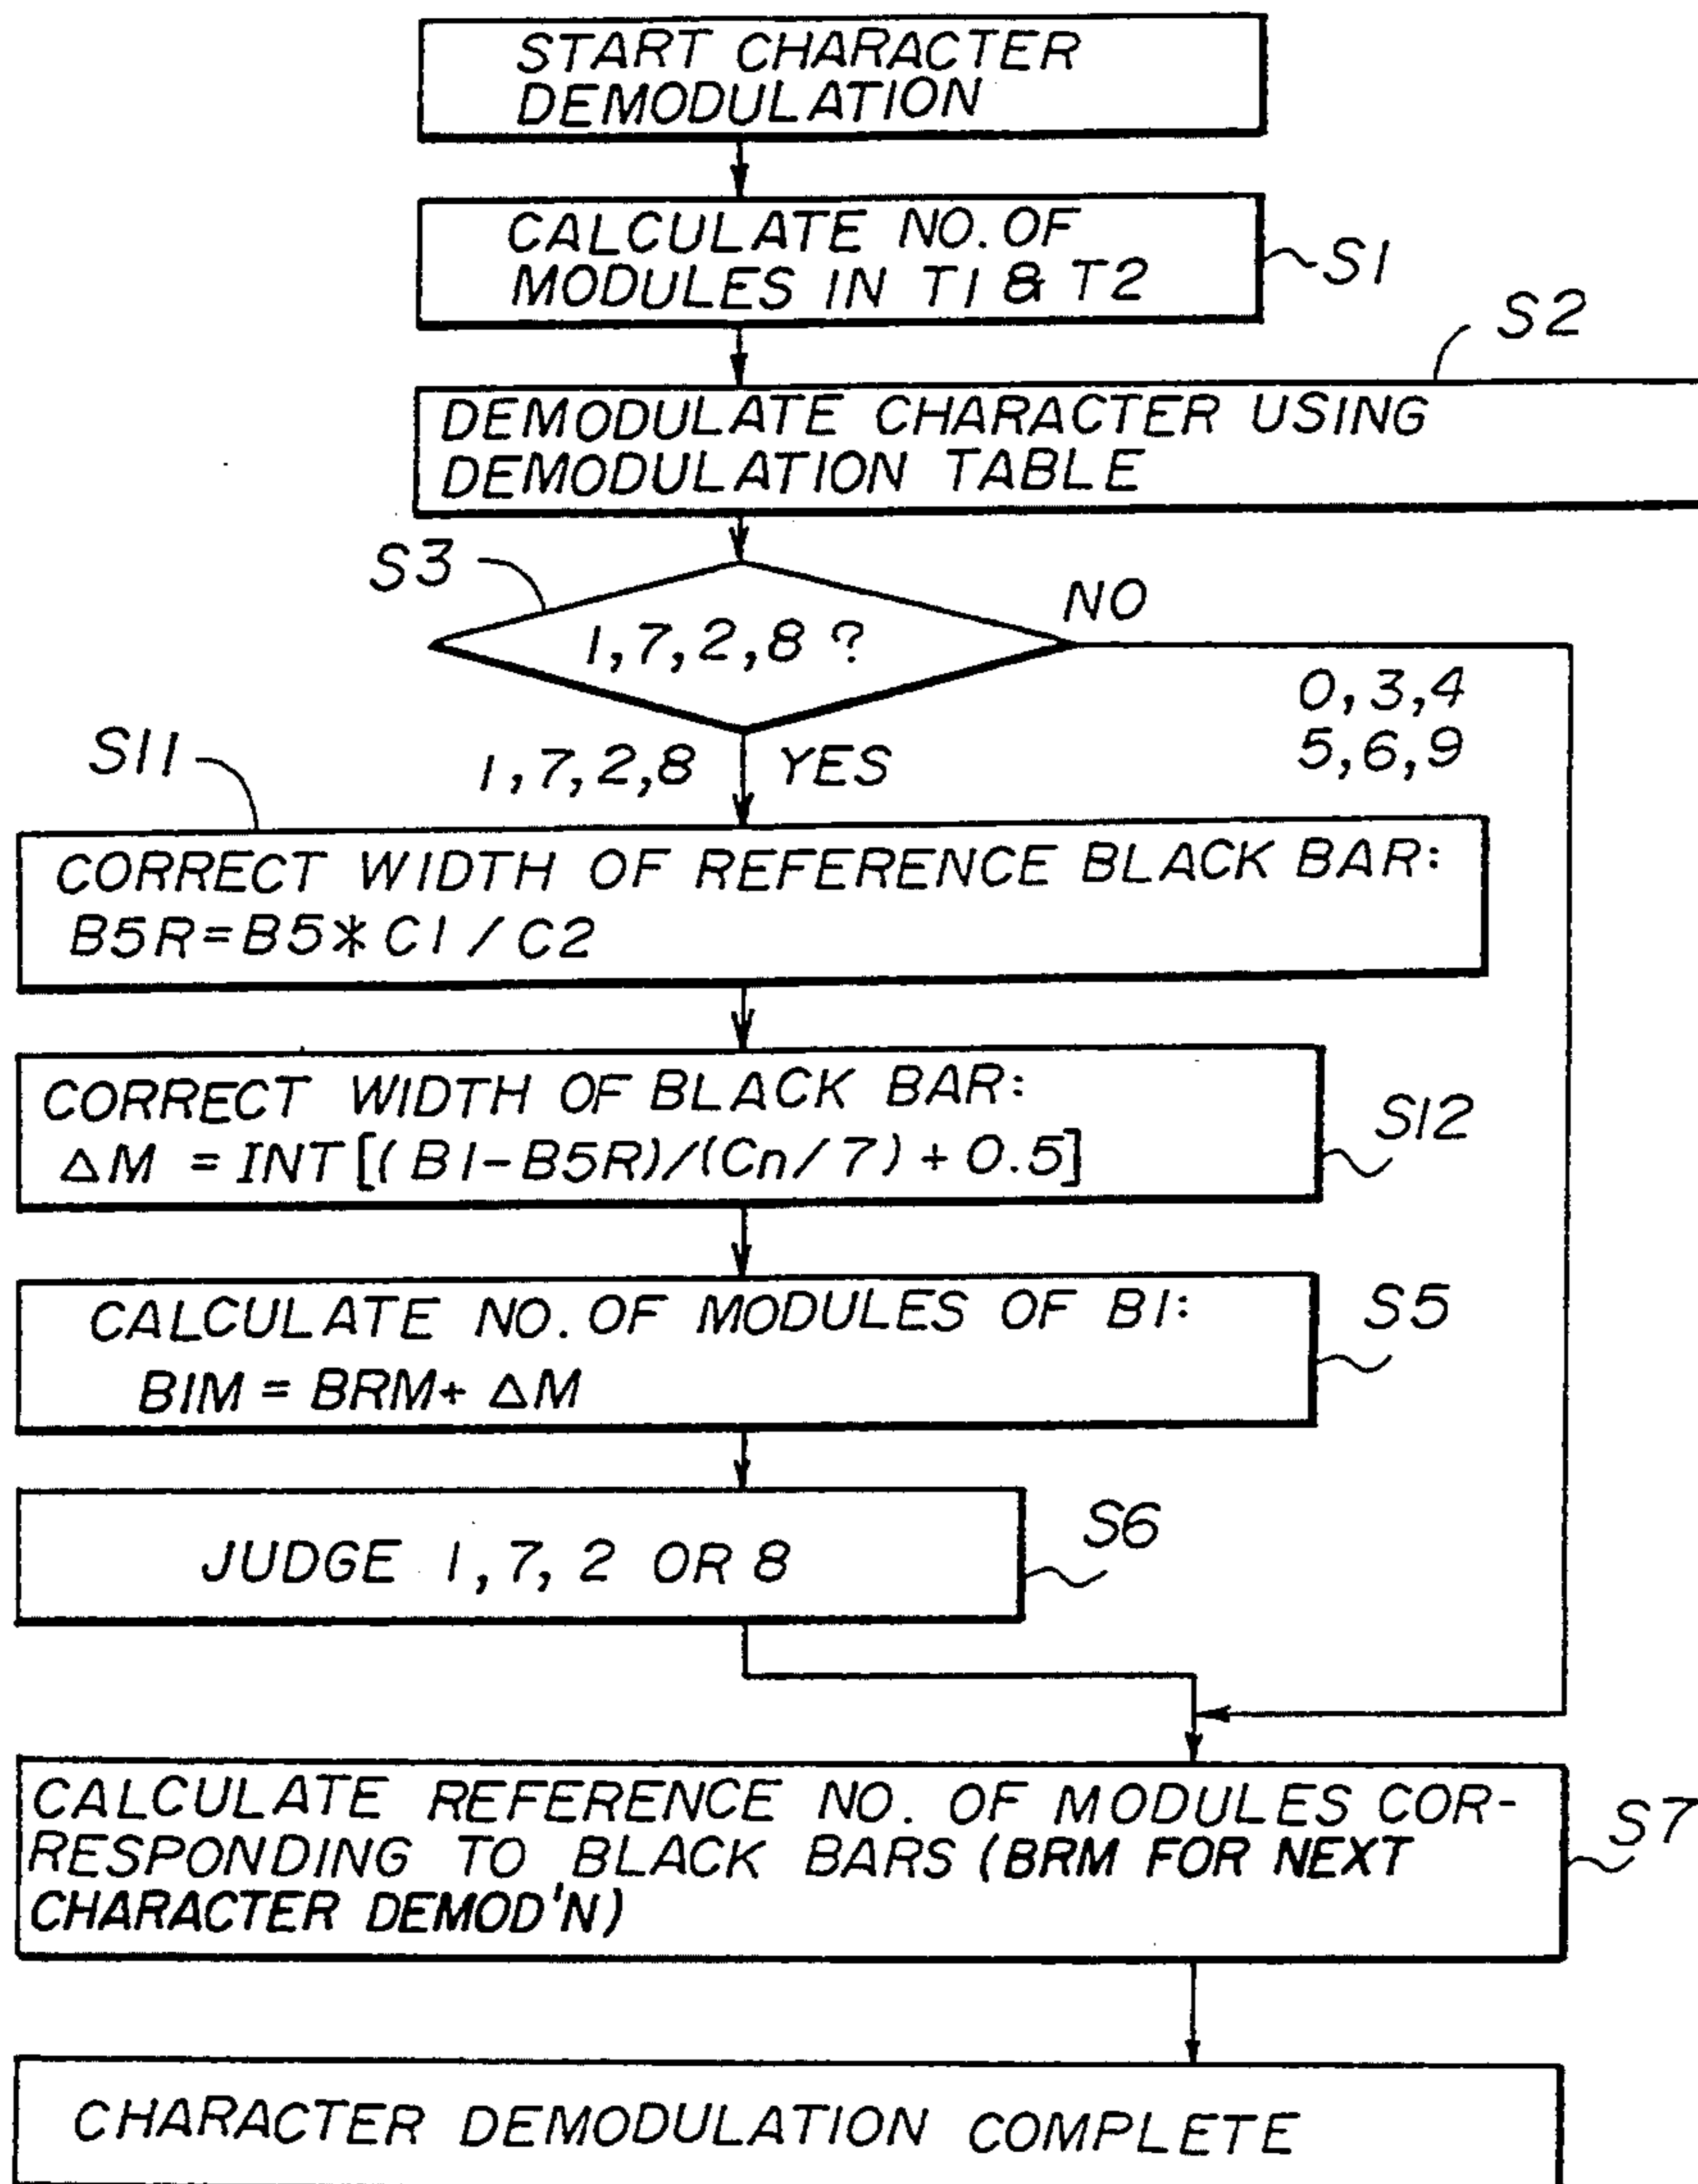 START CHARACTER
DEMODULATION
CALCULATE NO. OF
MODULES IN T1 & T2
S1
S2
DEMODULATE CHARACTER USING
DEMODULATION TABLE
S3
1,7,2,8 ?
NO
0,3,4
5,6,9
S11
1,7,2,8
YES
CORRECT WIDTH OF REFERENCE BLACK BAR:
B5R=B5*C1/C2
CORRECT WIDTH OF BLACK BAR:
ΔM = INT[(B1-B5R)/(Cn/7)+0.5]
S12
CALCULATE NO. OF MODULES OF B1:
B1M = BRM+ ΔM
S5
JUDGE 1,7,2 OR 8
S6
CALCULATE REFERENCE NO. OF MODULES COR-
RESPONDING TO BLACK BARS (BRM FOR NEXT
CHARACTER DEMOD'N)
S7
CHARACTER DEMODULATION COMPLETE